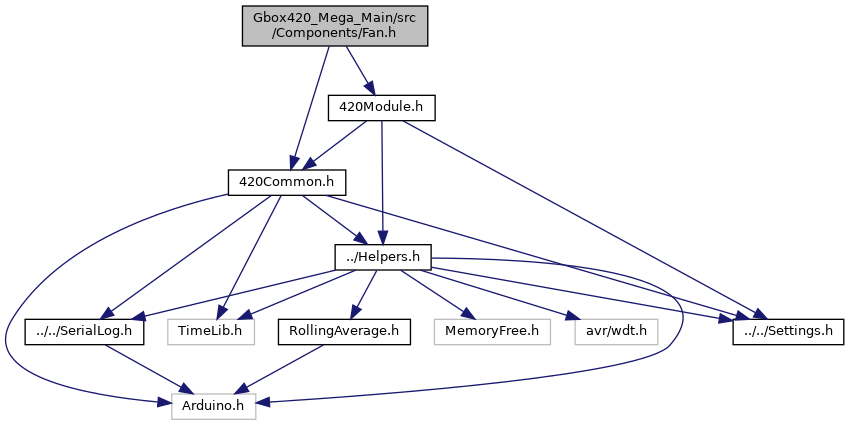 Gbox420_Mega_Main/src
/Components/Fan.h
420Module.h
420Common.h
../Helpers.h
../../SerialLog.h
TimeLib.h
RollingAverage.h
MemoryFree.h
avr/wdt.h
../../Settings.h
Arduino.h